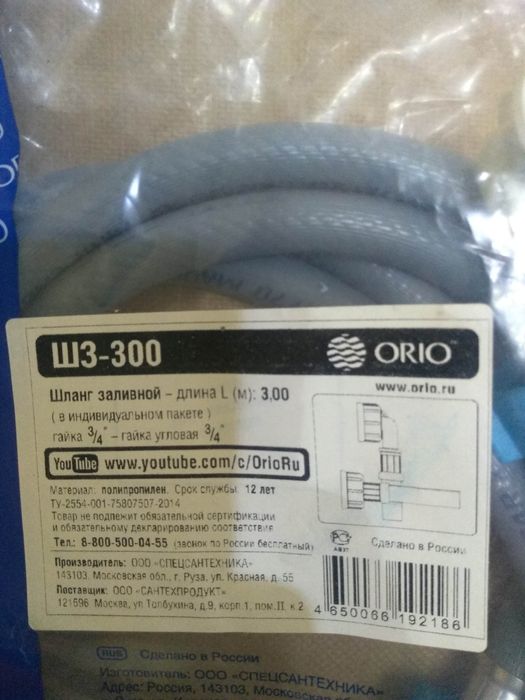 ШЗ-300
ORIO™
www.orio.ru
Шланг заливной – длина L (м): 3,00
( в индивидуальном пакете )
гайка 3/4" – гайка угловая 3/4"
YouTube www.youtube.com/c/OrioRu
Материал: полипропилен. Срок службы: 12 лет
ТУ-2554-001-75807507-2014
Товар не подлежит обязательной сертификации
и обязательному декларированию соответствия
Тел.: 8-800-500-04-55 (звонок по России бесплатный)
РСТ
АВ37
Сделано в России
Производитель: ООО «СПЕЦСАНТЕХНИКА»
143103, Московская обл., г. Руза, ул. Красная, д. 55
Поставщик: ООО «САНТЕХПРОДУКТ»
121596 Москва, ул Толбухина, д.9, корп.1, пом.II, к 2
4 650066 192186
RUS Сделано в России
Изготовитель: ООО «СПЕЦСАНТЕХНИКА»
Адрес: Россия, 143103, Московская